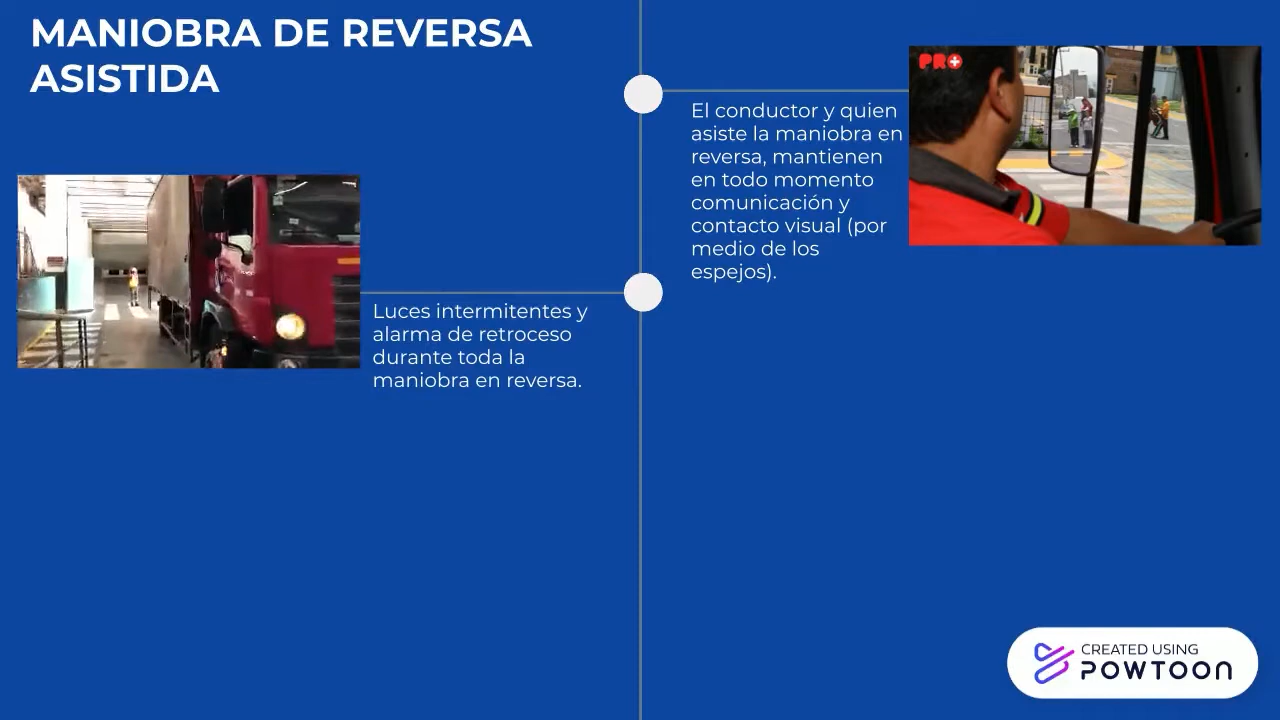 MANIOBRA DE REVERSA
ASISTIDA
PRO+
El conductor y quien
asiste la maniobra en
reversa, mantienen
en todo momento
comunicación y
contacto visual (por
medio de los
espejos).
Luces intermitentes y
alarma de retroceso
durante toda la
maniobra en reversa.
CREATED USING
POWTOON